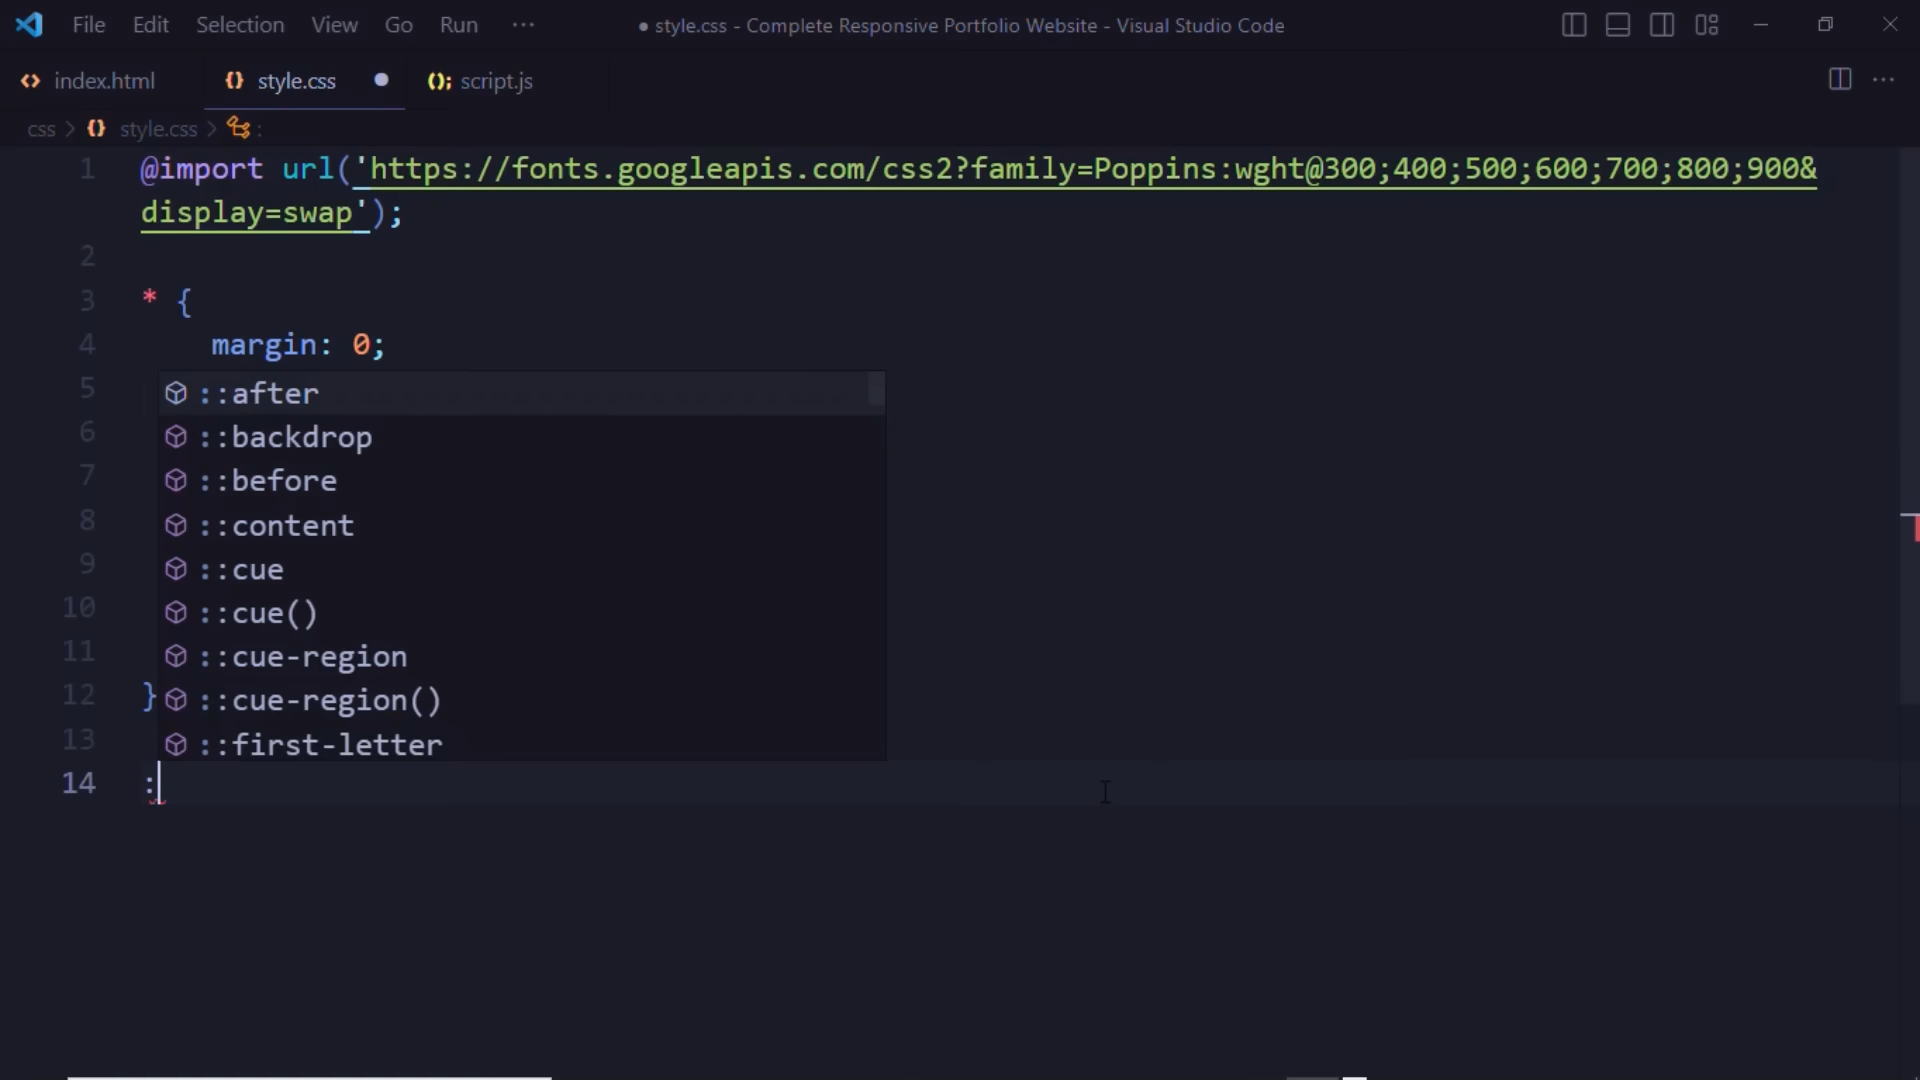 File Edit Selection View Go Run ··· ● style.css - Complete Responsive Portfolio Website - Visual Studio Code
index.html {} style.css ● (); script.js ···
css > {} style.css > :
1 @import url('https://fonts.googleapis.com/css2?family=Poppins:wght@300;400;500;600;700;800;900&
display=swap');
2
3 * {
4 margin: 0;
5 ::after
6 ::backdrop
7 ::before
8 ::content
9 ::cue
10 ::cue()
11 ::cue-region
12 } ::cue-region()
13 ::first-letter
14 :